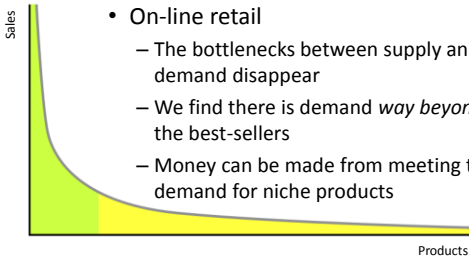 Sales
• On-line retail
– The bottlenecks between supply an
demand disappear
– We find there is demand way beyon
the best-sellers
– Money can be made from meeting t
demand for niche products
Products